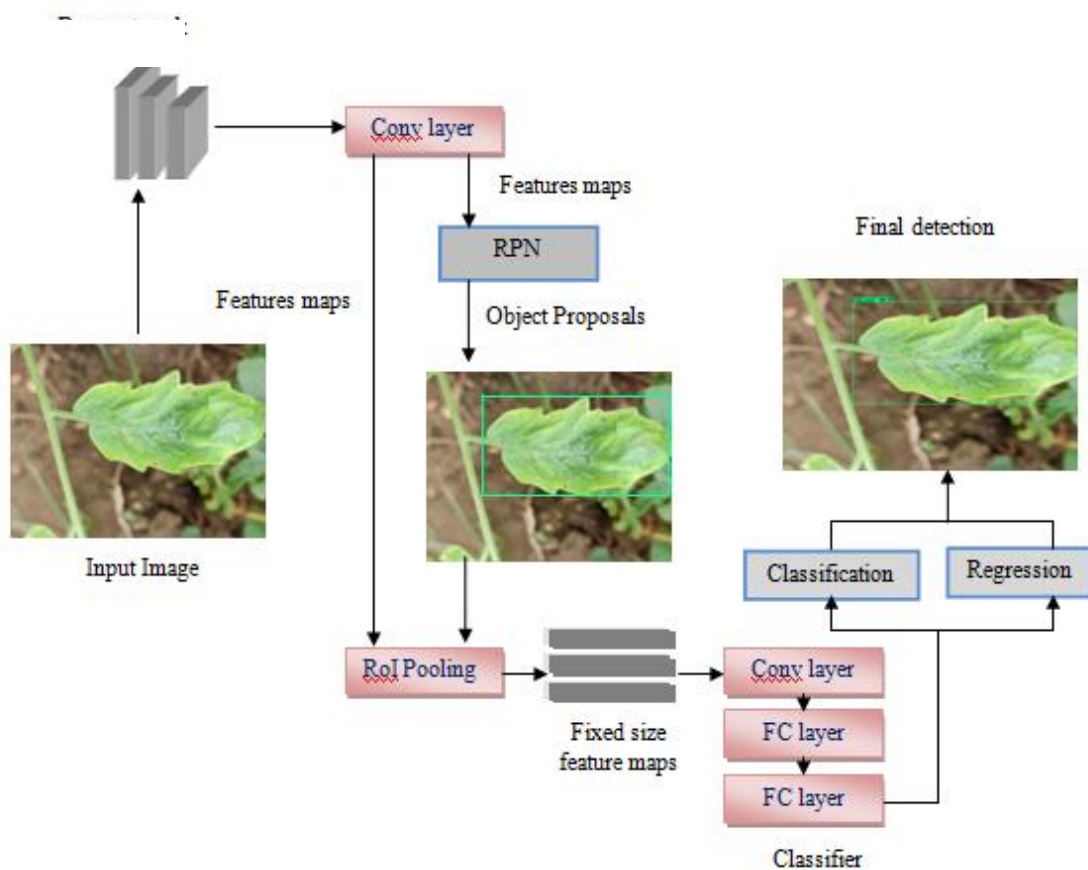 Conv layer
Features maps
RPN
Final detection
Features maps
Object Proposals
Input Image
Classification
Regression
RoI Pooling
Conv layer
Fixed size
feature maps
FC layer
FC layer
Classifier